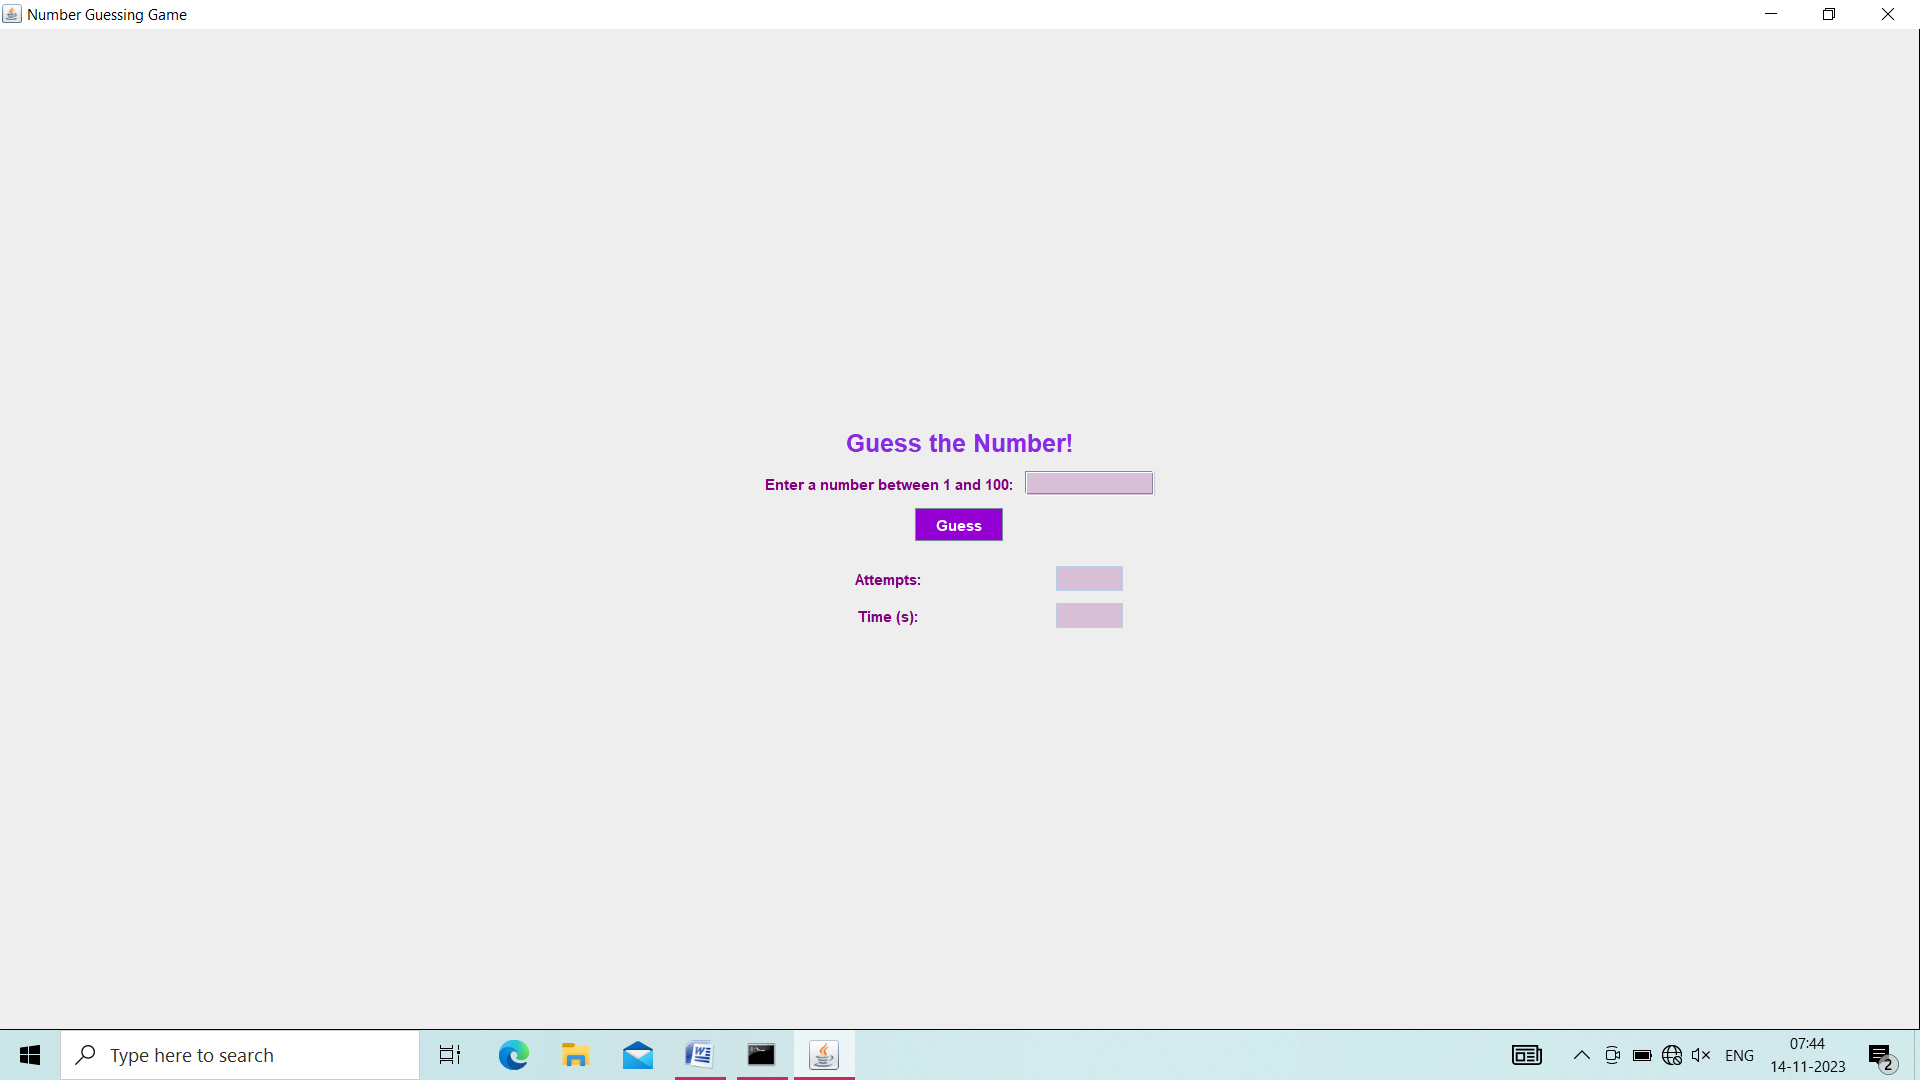 Number Guessing Game
Guess the Number!
Enter a number between 1 and 100:
Guess
Attempts:
Time (s):
Type here to search
ENG
07:44
14-11-2023
2